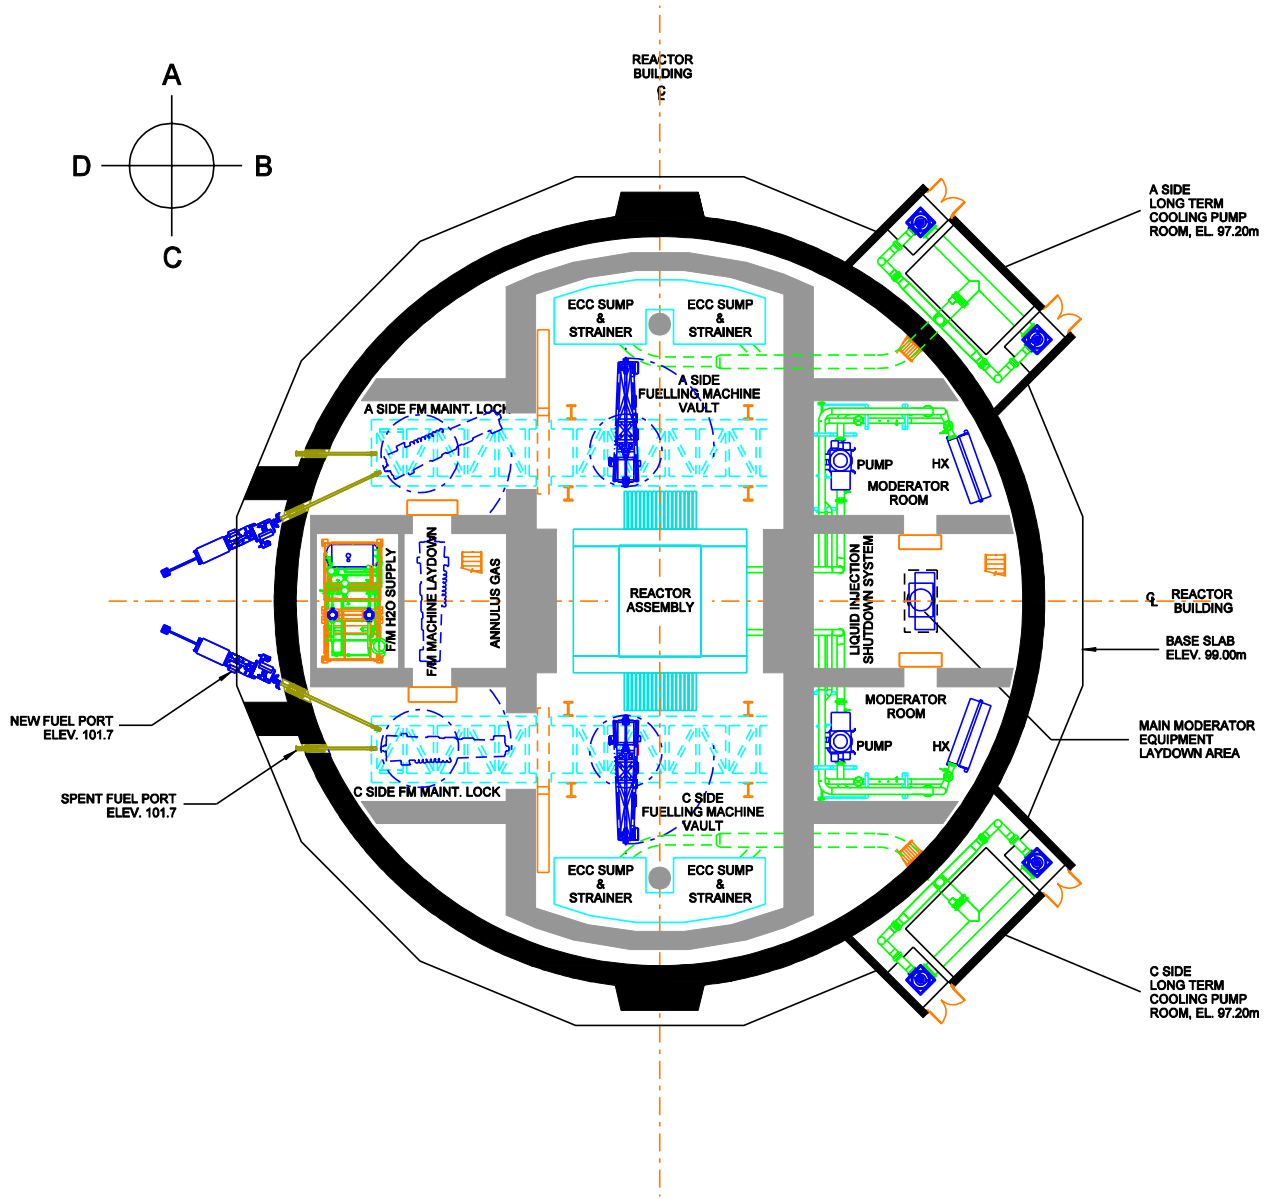 A
D
B
C
REACTOR
BUILDING
℄
A SIDE
LONG TERM
COOLING PUMP
ROOM, EL. 97.20m
ECC SUMP
&
STRAINER
ECC SUMP
&
STRAINER
A SIDE
FUELLING MACHINE
VAULT
A SIDE FM MAINT. LOCK
PUMP
HX
MODERATOR
ROOM
F/M H2O SUPPLY
F/M MACHINE LAYDOWN
ANNULUS GAS
REACTOR
ASSEMBLY
LIQUID INJECTION
SHUTDOWN SYSTEM
℄ REACTOR
BUILDING
BASE SLAB
ELEV. 99.00m
MODERATOR
ROOM
PUMP
HX
MAIN MODERATOR
EQUIPMENT
LAYDOWN AREA
NEW FUEL PORT
ELEV. 101.7
SPENT FUEL PORT
ELEV. 101.7
C SIDE FM MAINT. LOCK
C SIDE
FUELLING MACHINE
VAULT
ECC SUMP
&
STRAINER
ECC SUMP
&
STRAINER
C SIDE
LONG TERM
COOLING PUMP
ROOM, EL. 97.20m